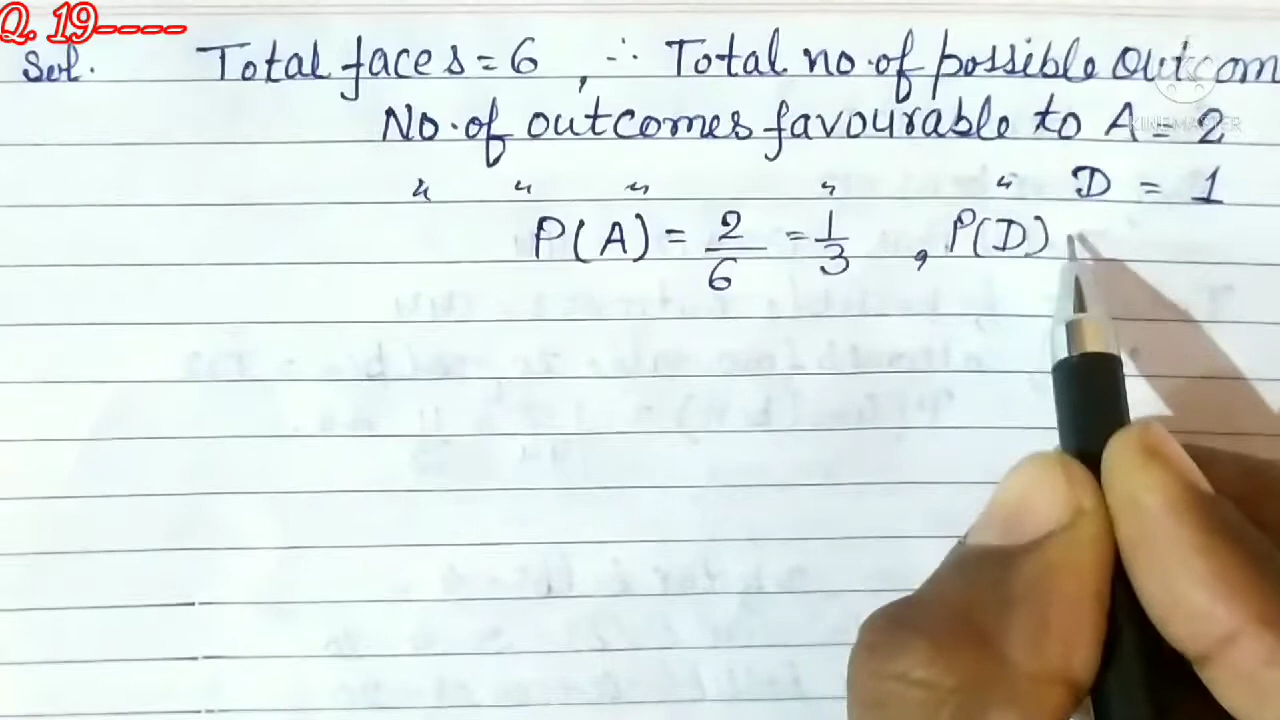 Q. 19----
Sol. Total faces = 6 , ∴ Total no. of possible Outcom
No. of outcomes favourable to A = 2
KINEMASTER
〃 〃 〃 〃 〃 D = 1
P(A) = 2/6 = 1/3 , P(D)